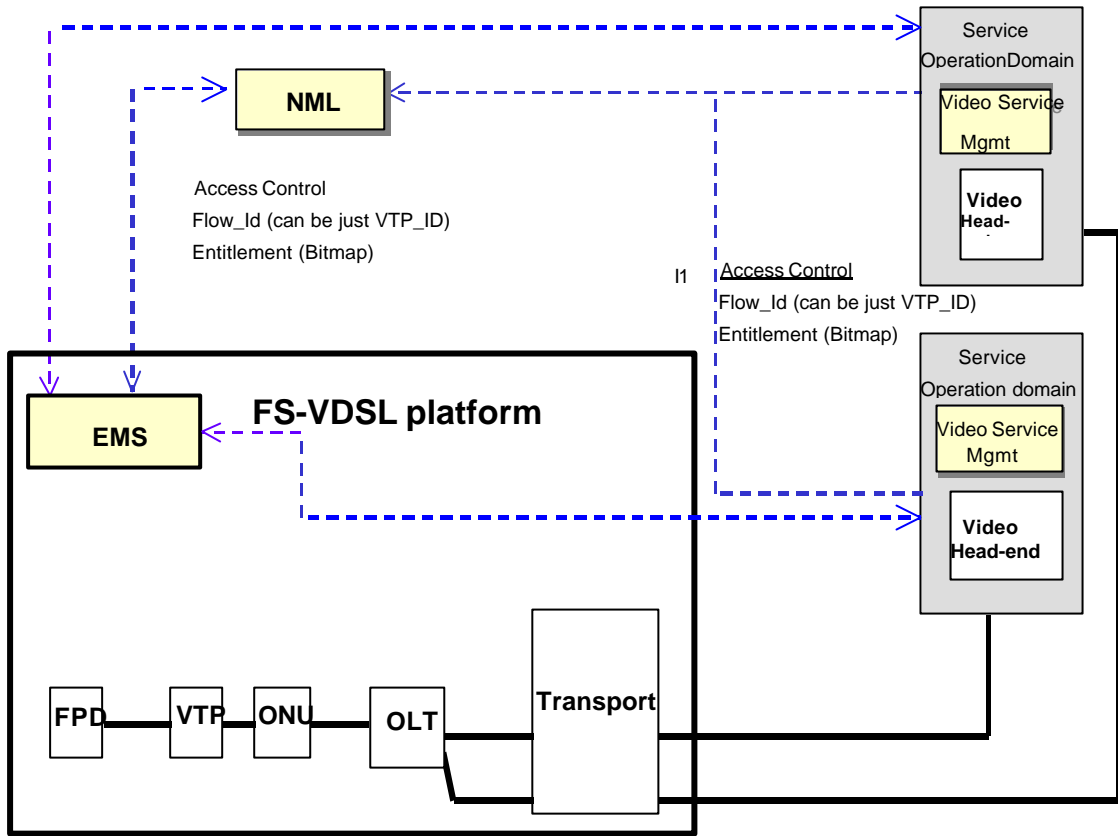 Service
OperationDomain
Video Service
Mgmt
Video
Head-
NML
Access Control
Flow_Id (can be just VTP_ID)
Entitlement (Bitmap)
I1
Access Control
Flow_Id (can be just VTP_ID)
Entitlement (Bitmap)
Service
Operation domain
Video Service
Mgmt
Video
Head-end
FS-VDSL platform
EMS
FPD
VTP
ONU
OLT
Transport